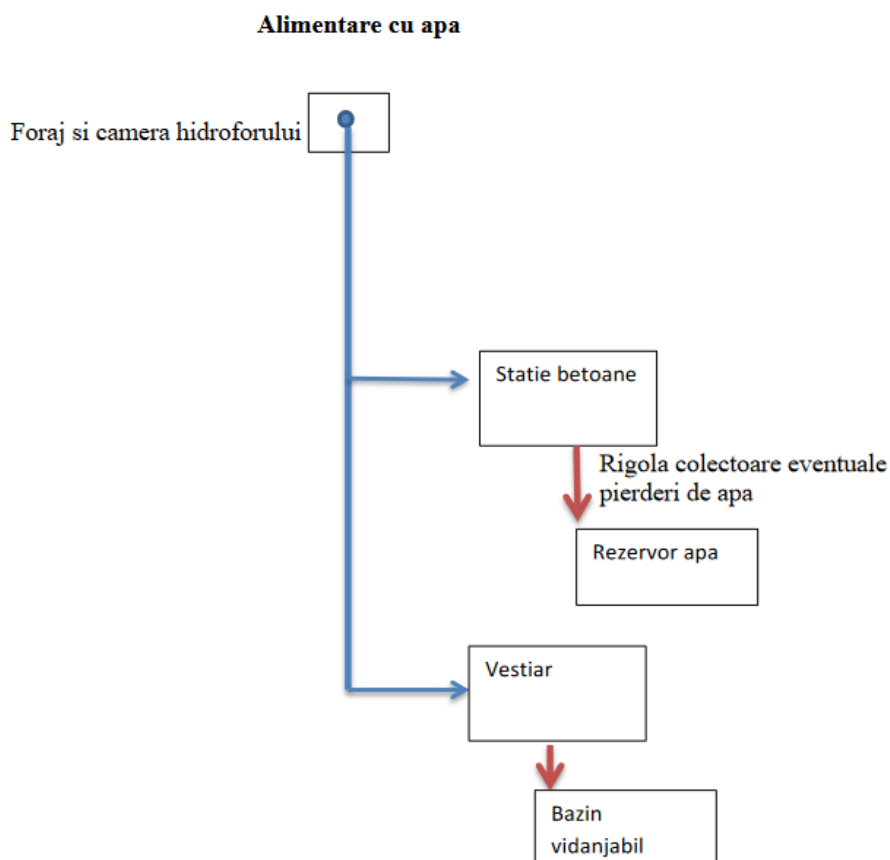 Alimentare cu apa
Foraj si camera hidroforului
Statie betoane
Rigola colectoare eventuale
pierderi de apa
Rezervor apa
Vestiar
Bazin
vidanjabil